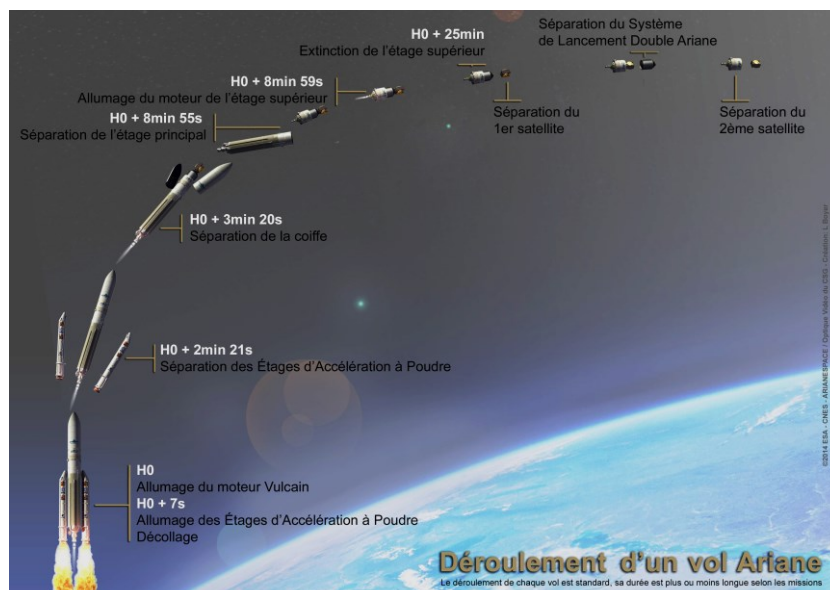 Séparation du Système
de Lancement Double Ariane
H0 + 25min
Extinction de l'étage supérieur
H0 + 8min 59s
Allumage du moteur de l'étage supérieur
Séparation du
1er satellite
Séparation du
2ème satellite
H0 + 8min 55s
Séparation de l'étage principal
H0 + 3min 20s
Séparation de la coiffe
H0 + 2min 21s
Séparation des Étages d'Accélération à Poudre
H0
Allumage du moteur Vulcain
H0 + 7s
Allumage des Étages d'Accélération à Poudre
Décollage
Déroulement d'un vol Ariane
Le déroulement de chaque vol est standard, sa durée est plus ou moins longue selon les missions
©2014 ESA - CNES - ARIANESPACE / Optique Vidéo du CSG - Création: L.Boyer